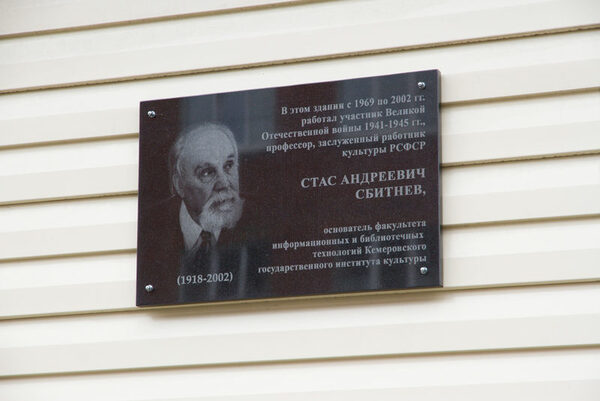 В этом здании с 1969 по 2002 гг.
работал участник Великой
Отечественной войны 1941-1945 гг.,
профессор, заслуженный работник
культуры РСФСР
СТАС АНДРЕЕВИЧ
СБИТНЕВ,
основатель факультета
информационных и библиотечных
технологий Кемеровского
государственного института культуры
(1918-2002)